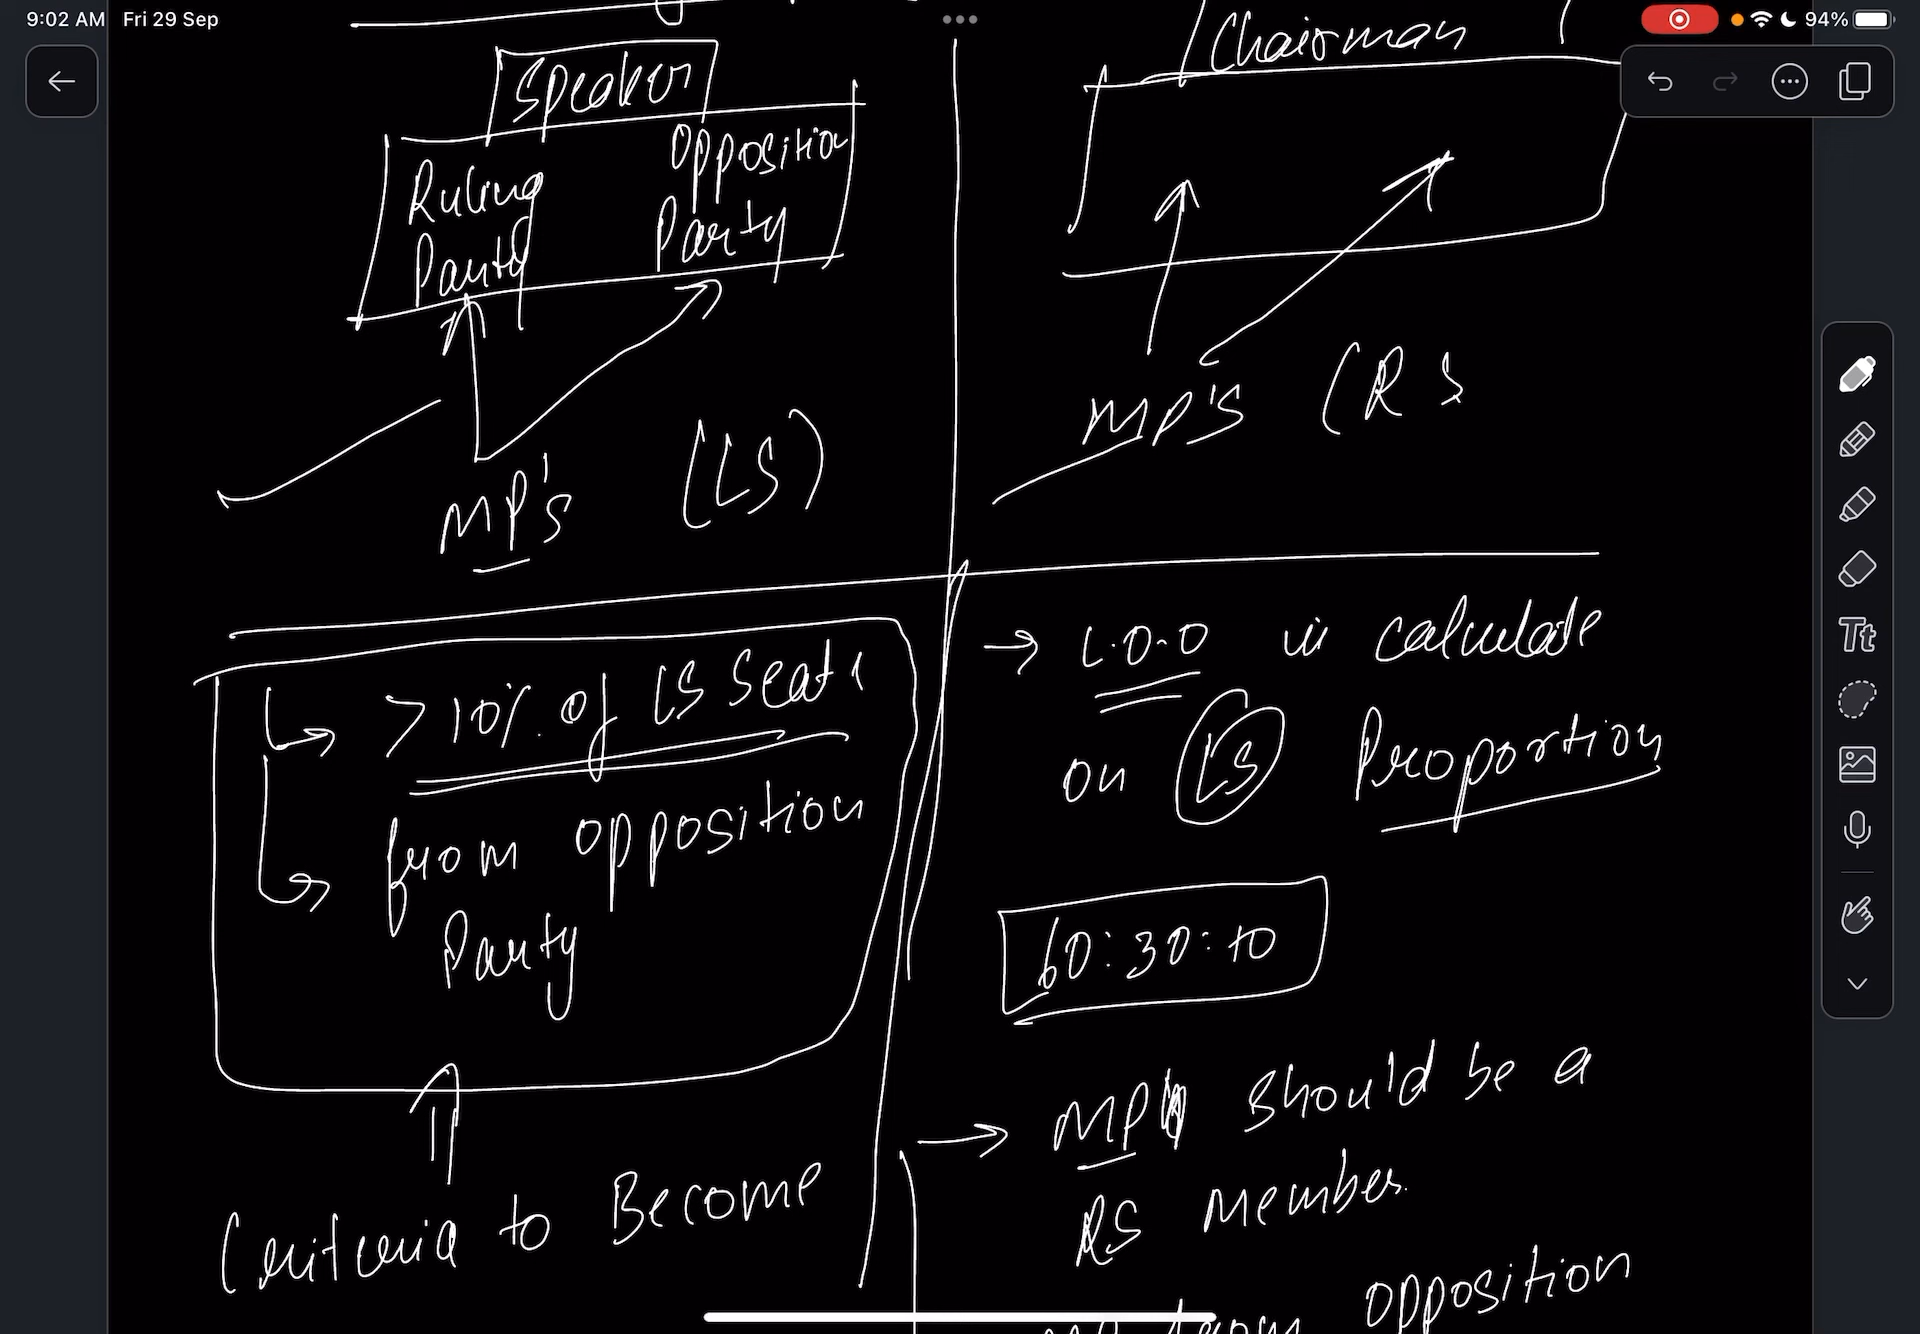 9:02 AM Fri 29 Sep
94%
Speaker
Ruling
Party
Opposition
Party
MP's (LS)
Chairman
MP's (RS
> 10% of LS Seats
from opposition
Party
Criteria to Become
→ L.O.O is calculate
on LS Proportion
60:30:10
→ MP should be a
RS Member.
from opposition
Tt